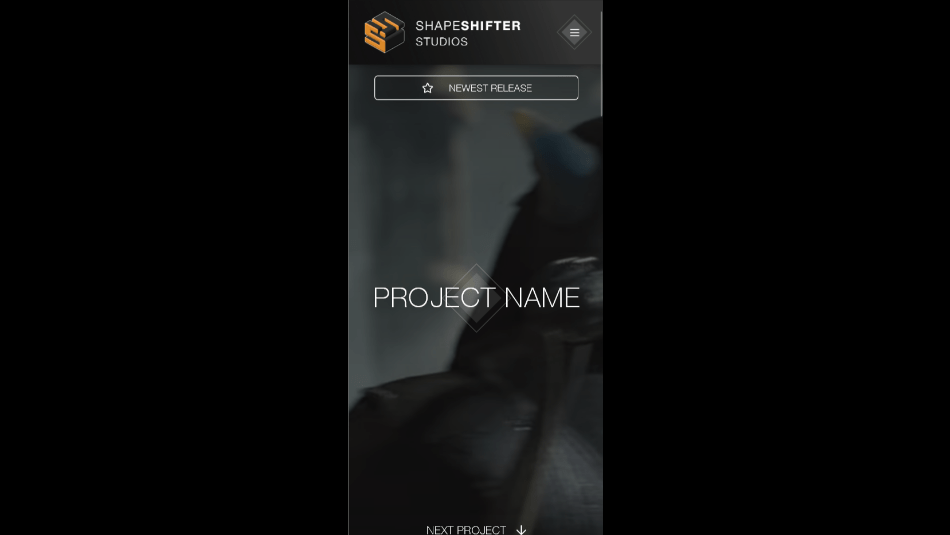 SHAPESHIFTER
STUDIOS
NEWEST RELEASE
PROJECT NAME
NEXT PROJECT